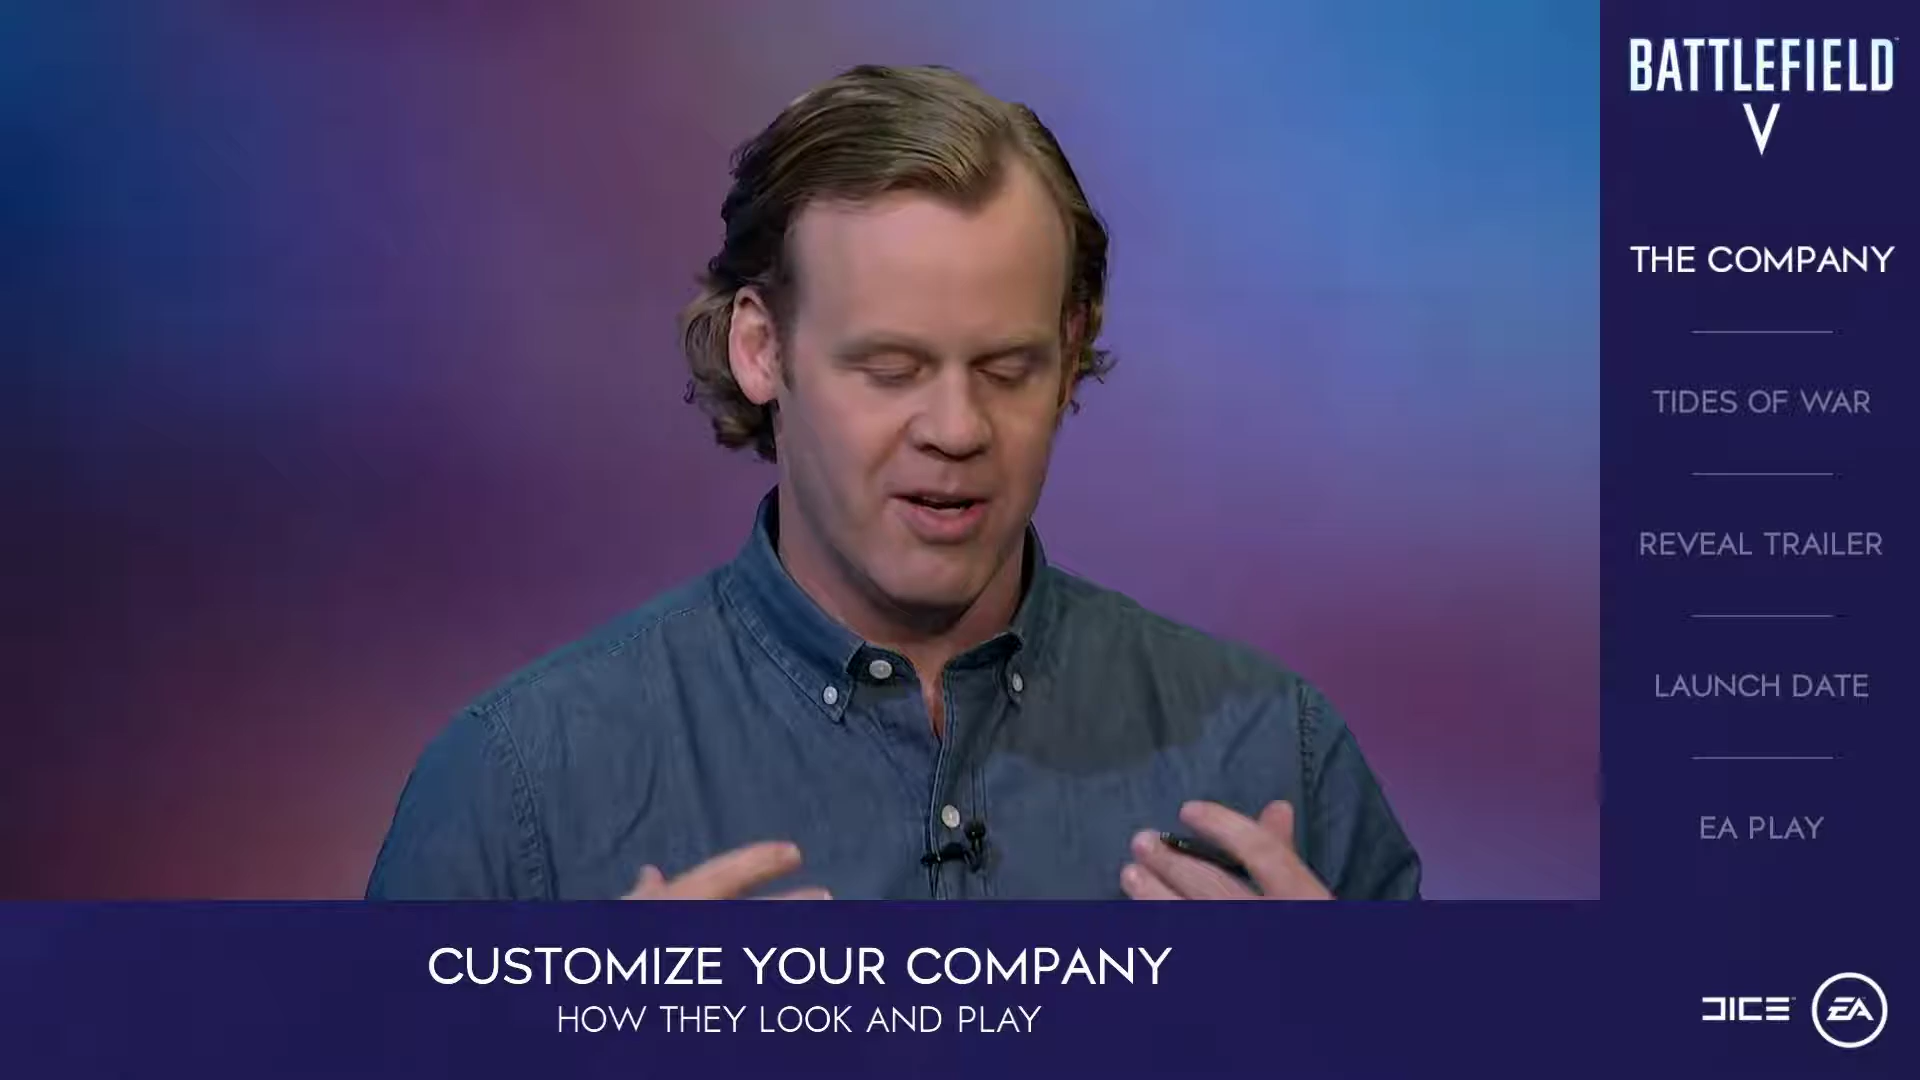 BATTLEFIELD
V
THE COMPANY
TIDES OF WAR
REVEAL TRAILER
LAUNCH DATE
EA PLAY
CUSTOMIZE YOUR COMPANY
HOW THEY LOOK AND PLAY
DICE EA